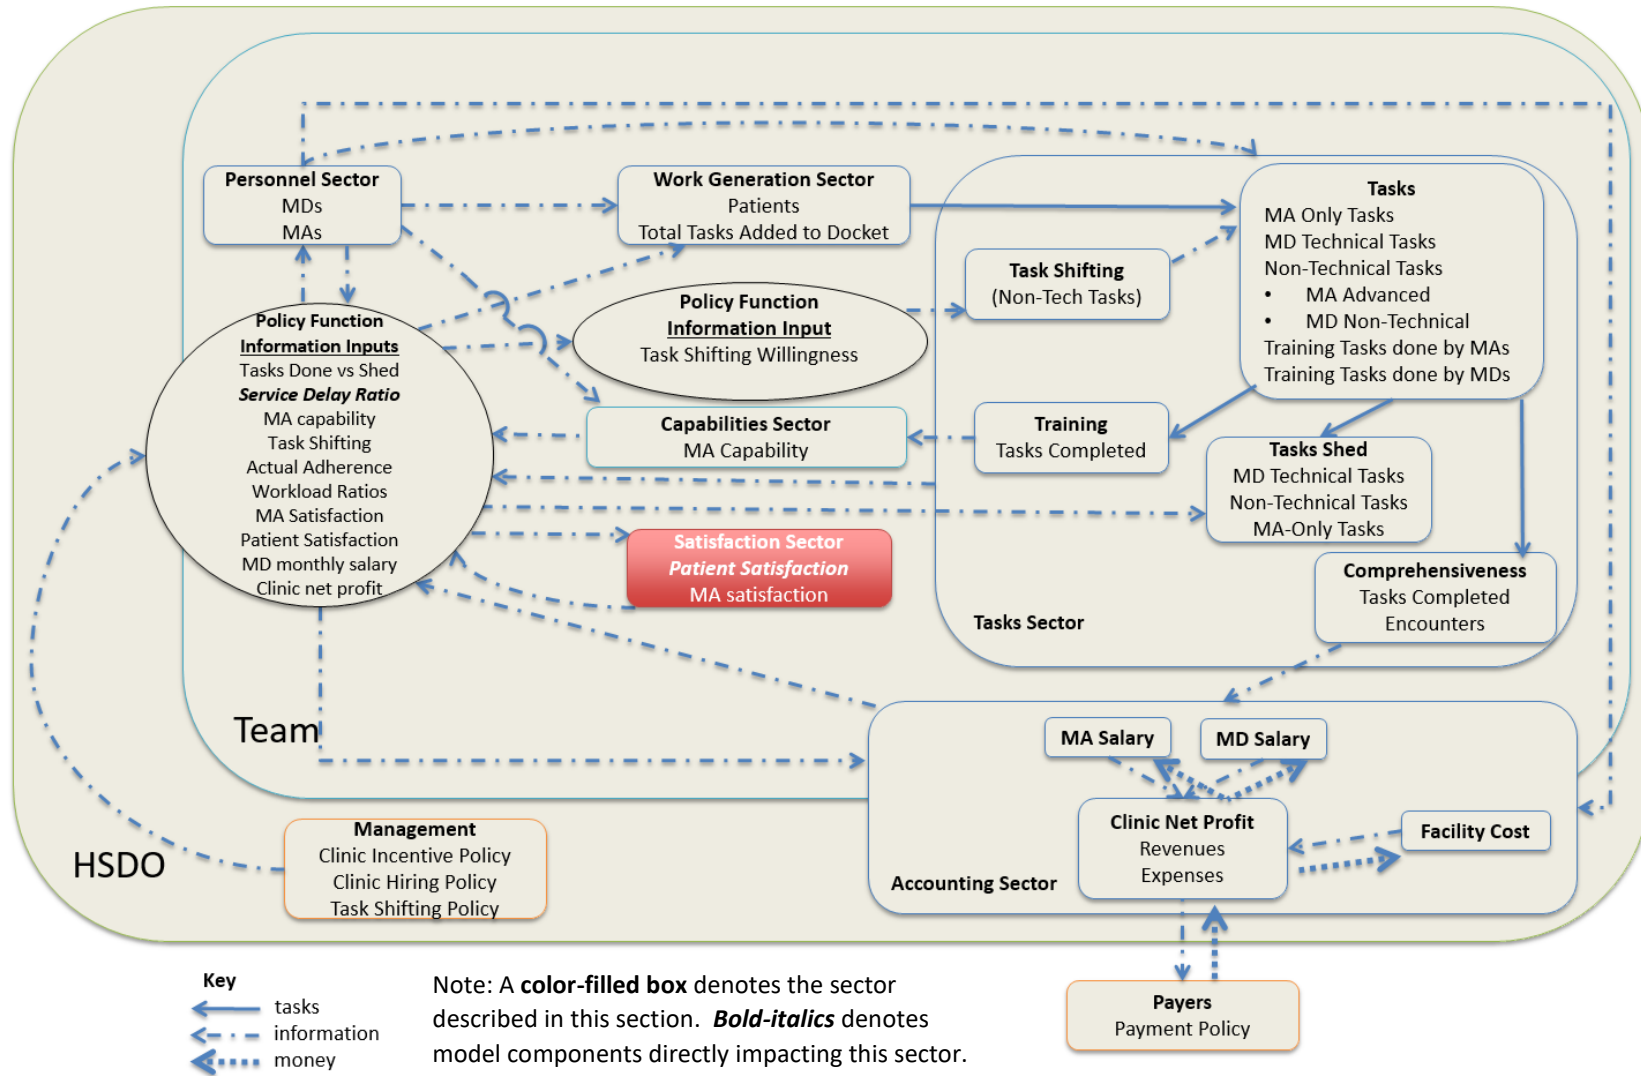 Personnel Sector
MDs
MAs
Work Generation Sector
Patients
Total Tasks Added to Docket
Tasks
MA Only Tasks
MD Technical Tasks
Non-Technical Tasks
• MA Advanced
• MD Non-Technical
Training Tasks done by MAs
Training Tasks done by MDs
Task Shifting
(Non-Tech Tasks)
Policy Function
Information Input
Task Shifting Willingness
Policy Function
Information Inputs
Tasks Done vs Shed
Service Delay Ratio
MA capability
Task Shifting
Actual Adherence
Workload Ratios
MA Satisfaction
Patient Satisfaction
MD monthly salary
Clinic net profit
Capabilities Sector
MA Capability
Training
Tasks Completed
Tasks Shed
MD Technical Tasks
Non-Technical Tasks
MA-Only Tasks
Satisfaction Sector
Patient Satisfaction
MA satisfaction
Comprehensiveness
Tasks Completed
Encounters
Tasks Sector
Team
MA Salary
MD Salary
Clinic Net Profit
Revenues
Expenses
Facility Cost
Accounting Sector
Management
Clinic Incentive Policy
Clinic Hiring Policy
Task Shifting Policy
HSDO
Payers
Payment Policy
Key
tasks
information
money
Note: A color-filled box denotes the sector
described in this section. Bold-italics denotes
model components directly impacting this sector.